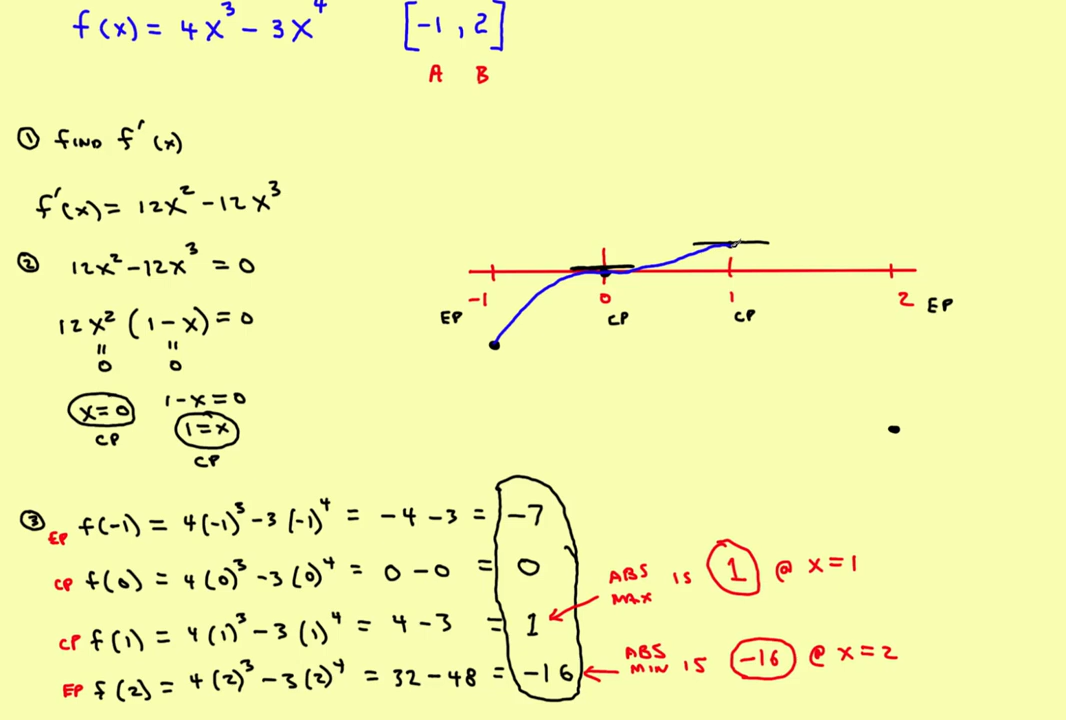 f(x) = 4x³ - 3x⁴ [-1, 2]
A B
① FIND f'(x)
f'(x) = 12x² - 12x³
② 12x² - 12x³ = 0
12x² (1 - x) = 0
" "
0 0
x = 0 1 - x = 0
CP 1 = x
CP
-1 0 1 2
EP CP CP EP
③ EP f(-1) = 4(-1)³ - 3(-1)⁴ = -4 - 3 = -7
CP f(0) = 4(0)³ - 3(0)⁴ = 0 - 0 = 0
ABS MAX IS 1 @ x = 1
CP f(1) = 4(1)³ - 3(1)⁴ = 4 - 3 = 1
EP f(2) = 4(2)³ - 3(2)⁴ = 32 - 48 = -16
ABS MIN IS -16 @ x = 2